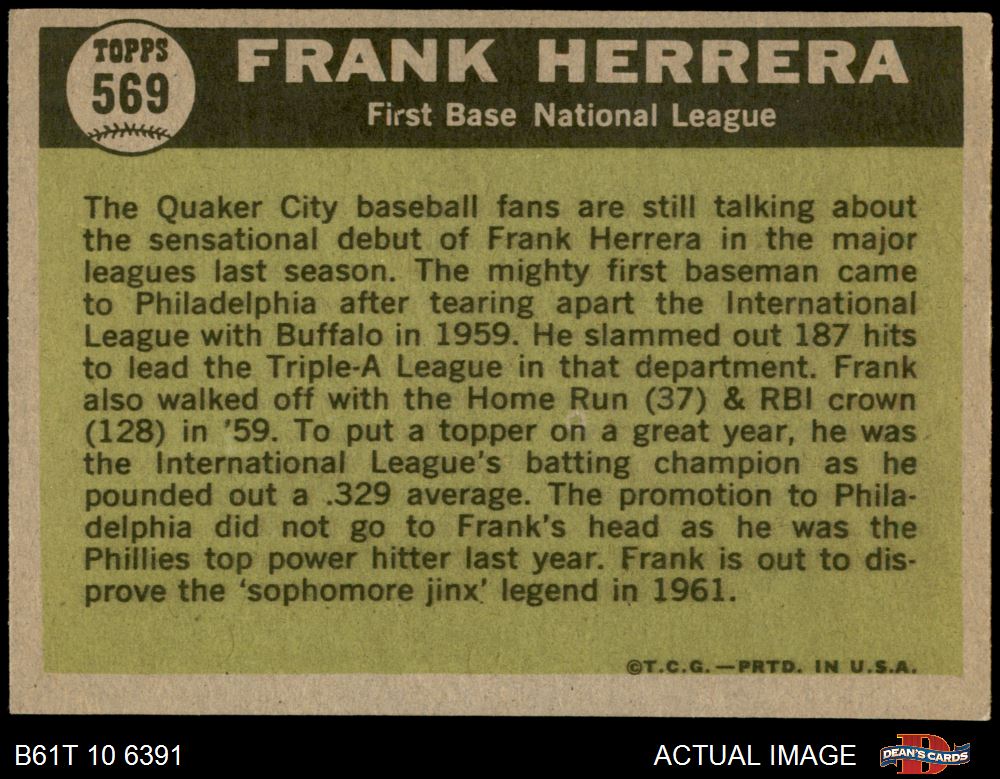 TOPPS
569
FRANK HERRERA
First Base National League
The Quaker City baseball fans are still talking about
the sensational debut of Frank Herrera in the major
leagues last season. The mighty first baseman came
to Philadelphia after tearing apart the International
League with Buffalo in 1959. He slammed out 187 hits
to lead the Triple-A League in that department. Frank
also walked off with the Home Run (37) & RBI crown
(128) in '59. To put a topper on a great year, he was
the International League's batting champion as he
pounded out a .329 average. The promotion to Phila-
delphia did not go to Frank's head as he was the
Phillies top power hitter last year. Frank is out to dis-
prove the 'sophomore jinx' legend in 1961.
©T.C.G.—PRTD. IN U.S.A.
B61T 10 6391
ACTUAL IMAGE
D
DEAN'S CARDS